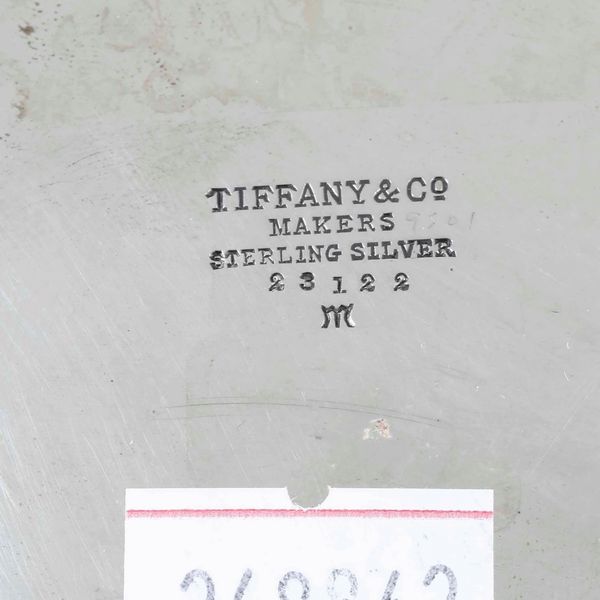 TIFFANY & Cº
MAKERS
STERLING SILVER
23122
M